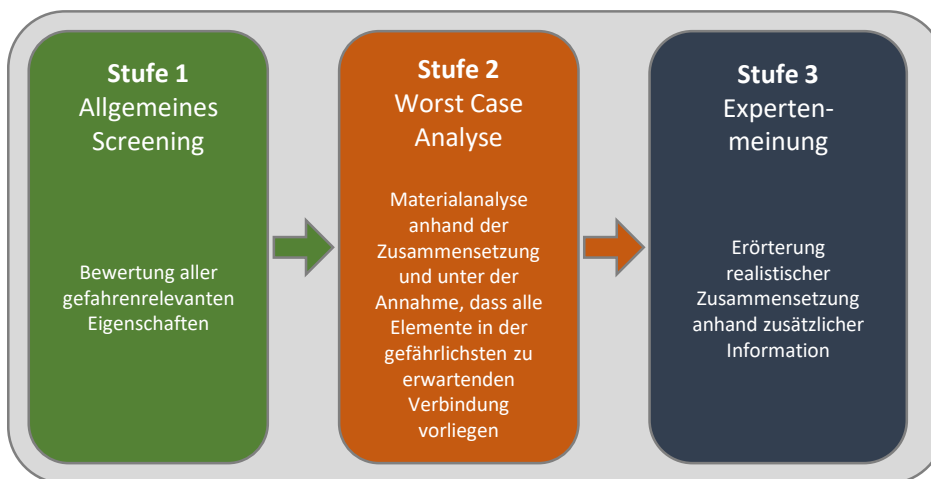 Stufe 1
Allgemeines
Screening
Bewertung aller
gefahrenrelevanten
Eigenschaften
Stufe 2
Worst Case
Analyse
Materialanalyse
anhand der
Zusammensetzung
und unter der
Annahme, dass alle
Elemente in der
gefährlichsten zu
erwartenden
Verbindung
vorliegen
Stufe 3
Experten-
meinung
Erörterung
realistischer
Zusammensetzung
anhand zusätzlicher
Information